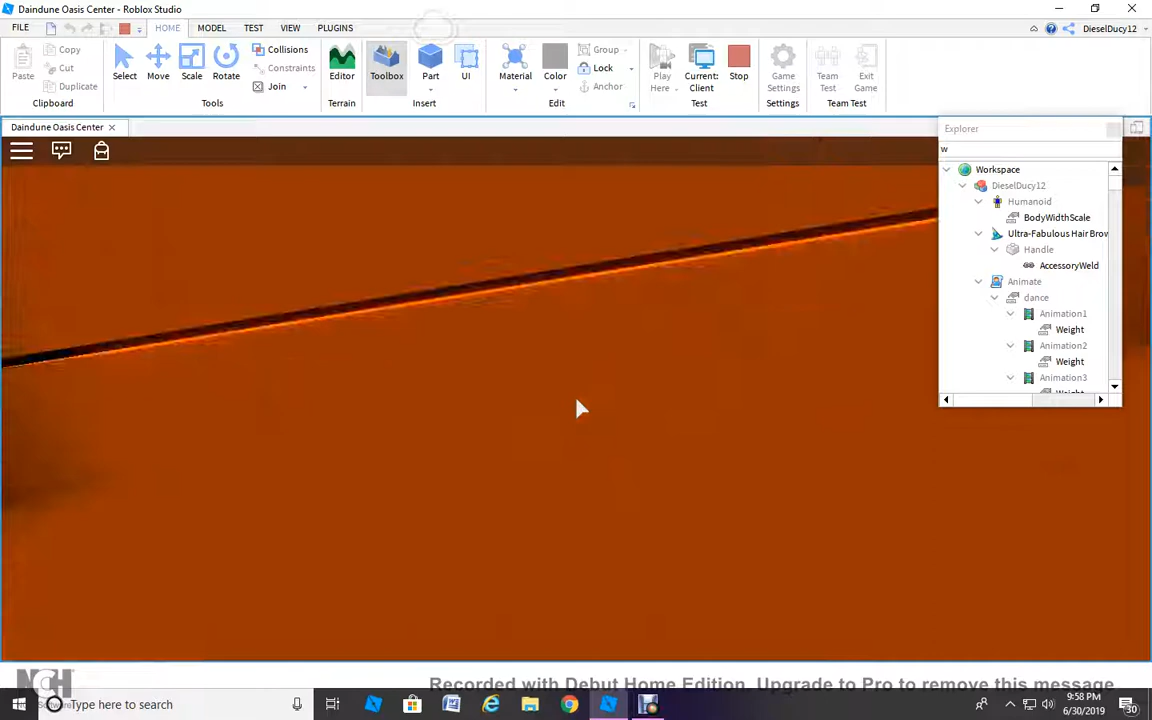 Daindune Oasis Center - Roblox Studio
FILE HOME MODEL TEST VIEW PLUGINS DieselDucy12
Paste Copy Cut Duplicate Clipboard
Select Move Scale Rotate Collisions Constraints Join Tools
Editor Terrain
Toolbox Part UI Insert
Material Color Group Lock Anchor Edit
Play Here Current: Client Stop Test
Game Settings Settings
Team Test Exit Game Team Test
Daindune Oasis Center
Explorer
w
Workspace
DieselDucy12
Humanoid
BodyWidthScale
Ultra-Fabulous Hair Brow
Handle
AccessoryWeld
Animate
dance
Animation1
Weight
Animation2
Weight
Animation3
Weight
NCH
Recorded with Debut Home Edition. Upgrade to Pro to remove this message
Type here to search
9:58 PM
6/30/2019
30